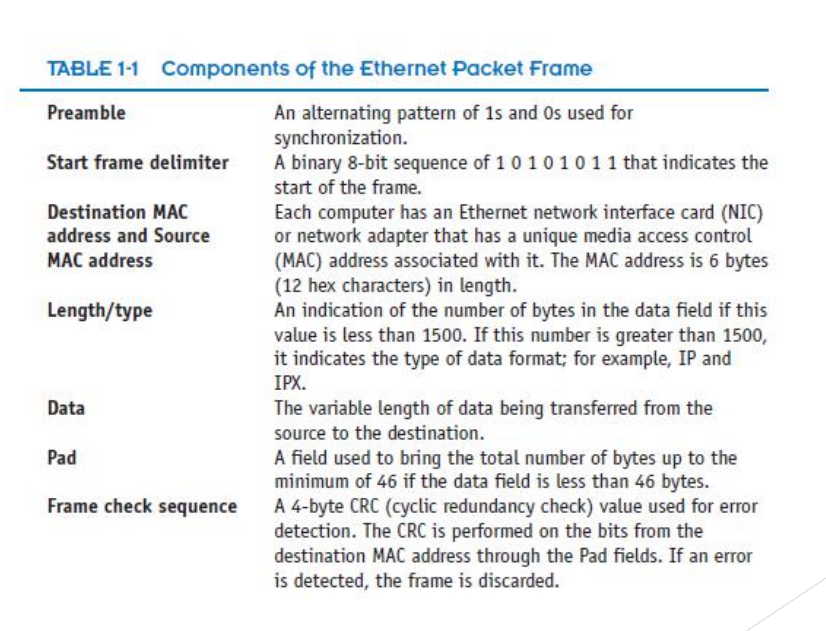 TABLE 1-1 Components of the Ethernet Packet Frame
Preamble An alternating pattern of 1s and 0s used for
synchronization.
Start frame delimiter A binary 8-bit sequence of 1 0 1 0 1 0 1 1 that indicates the
start of the frame.
Destination MAC Each computer has an Ethernet network interface card (NIC)
address and Source or network adapter that has a unique media access control
MAC address (MAC) address associated with it. The MAC address is 6 bytes
(12 hex characters) in length.
Length/type An indication of the number of bytes in the data field if this
value is less than 1500. If this number is greater than 1500,
it indicates the type of data format; for example, IP and
IPX.
Data The variable length of data being transferred from the
source to the destination.
Pad A field used to bring the total number of bytes up to the
minimum of 46 if the data field is less than 46 bytes.
Frame check sequence A 4-byte CRC (cyclic redundancy check) value used for error
detection. The CRC is performed on the bits from the
destination MAC address through the Pad fields. If an error
is detected, the frame is discarded.